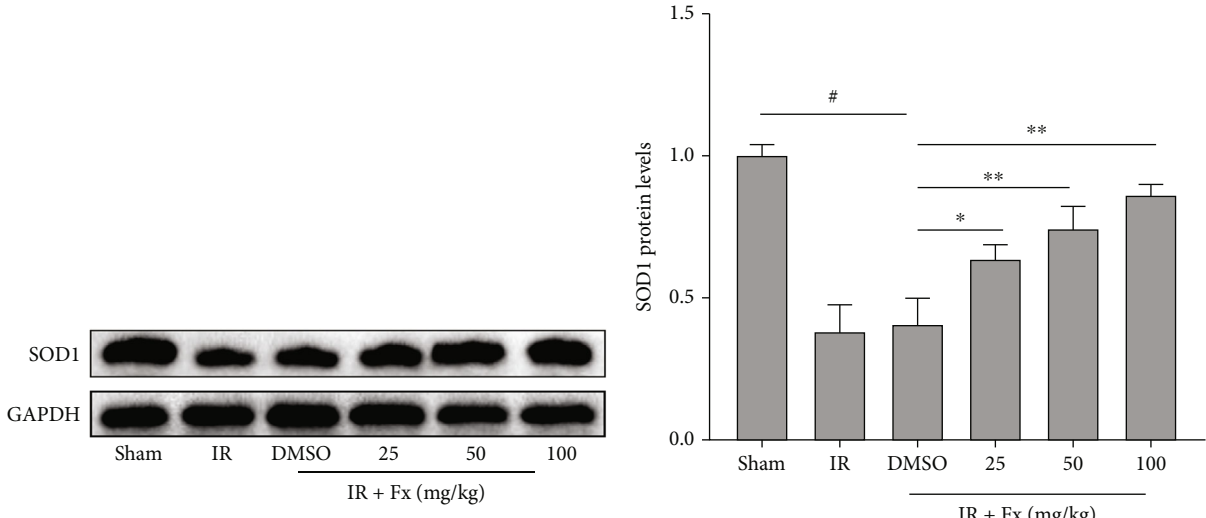 SOD1
GAPDH
Sham IR DMSO 25 50 100
IR + Fx (mg/kg)
SOD1 protein levels
1.5
1.0
0.5
0.0
#
**
**
*
Sham IR DMSO 25 50 100
IR + Fx (mg/kg)